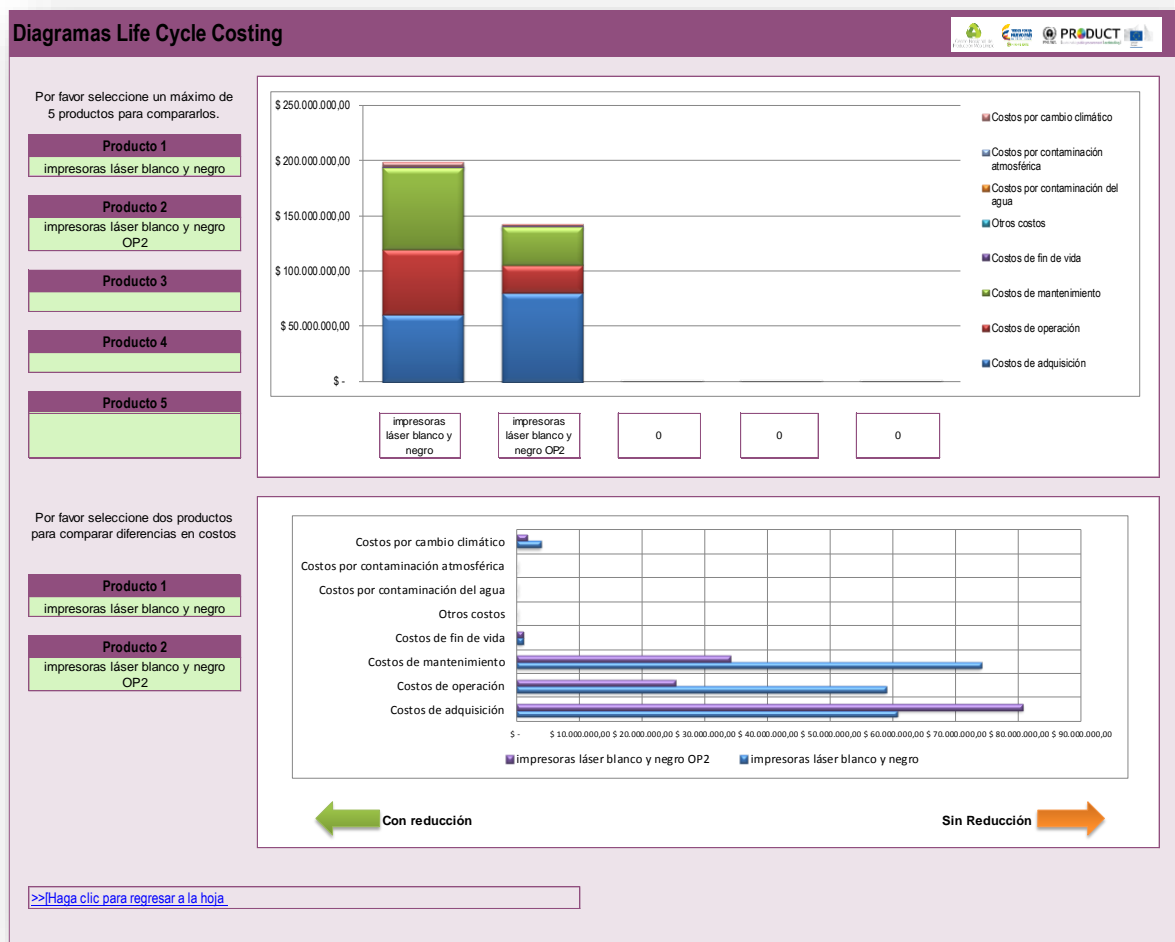 Diagramas Life Cycle Costing
PRODUCT
Por favor seleccione un máximo de
5 productos para compararlos.
Producto 1
impresoras láser blanco y negro
Producto 2
impresoras láser blanco y negro
OP2
Producto 3
Producto 4
Producto 5
$ 250.000.000,00
$ 200.000.000,00
$ 150.000.000,00
$ 100.000.000,00
$ 50.000.000,00
$ -
Costos por cambio climático
Costos por contaminación
atmosférica
Costos por contaminación del
agua
Otros costos
Costos de fin de vida
Costos de mantenimiento
Costos de operación
Costos de adquisición
impresoras
láser blanco y
negro
impresoras
láser blanco y
negro OP2
0
0
0
Por favor seleccione dos productos
para comparar diferencias en costos
Producto 1
impresoras láser blanco y negro
Producto 2
impresoras láser blanco y negro
OP2
Costos por cambio climático
Costos por contaminación atmosférica
Costos por contaminación del agua
Otros costos
Costos de fin de vida
Costos de mantenimiento
Costos de operación
Costos de adquisición
$ - $ 10.000.000,00 $ 20.000.000,00 $ 30.000.000,00 $ 40.000.000,00 $ 50.000.000,00 $ 60.000.000,00 $ 70.000.000,00 $ 80.000.000,00 $ 90.000.000,00
impresoras láser blanco y negro OP2 impresoras láser blanco y negro
Con reducción
Sin Reducción
>>[Haga clic para regresar a la hoja